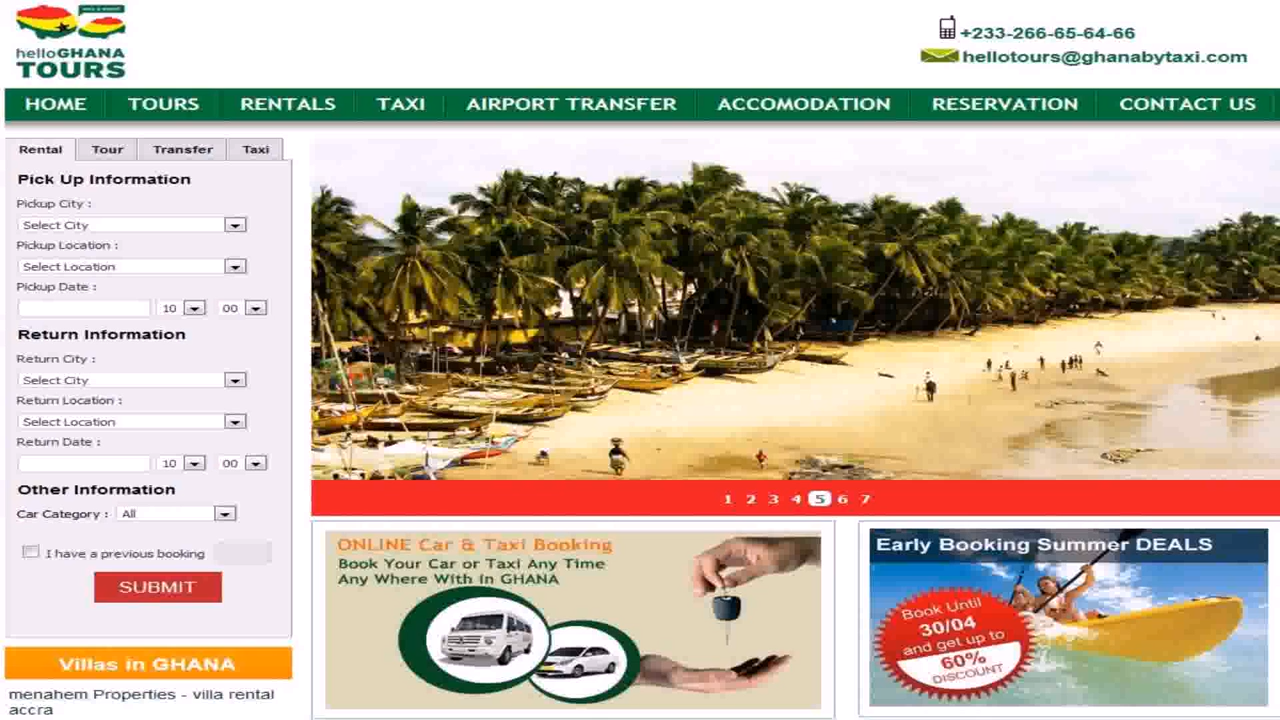 helloGHANA
TOURS
+233-266-65-64-66
hellotours@ghanabytaxi.com
HOME TOURS RENTALS TAXI AIRPORT TRANSFER ACCOMODATION RESERVATION CONTACT US
Rental Tour Transfer Taxi
Pick Up Information
Pickup City :
Select City
Pickup Location :
Select Location
Pickup Date :
10 00
Return Information
Return City :
Select City
Return Location :
Select Location
Return Date :
10 00
Other Information
Car Category : All
I have a previous booking
SUBMIT
Villas in GHANA
menahem Properties - villa rental
accra
1 2 3 4 5 6 7
ONLINE Car & Taxi Booking
Book Your Car or Taxi Any Time
Any Where With in GHANA
Early Booking Summer DEALS
Book Until
30/04
and get up to
60%
DISCOUNT